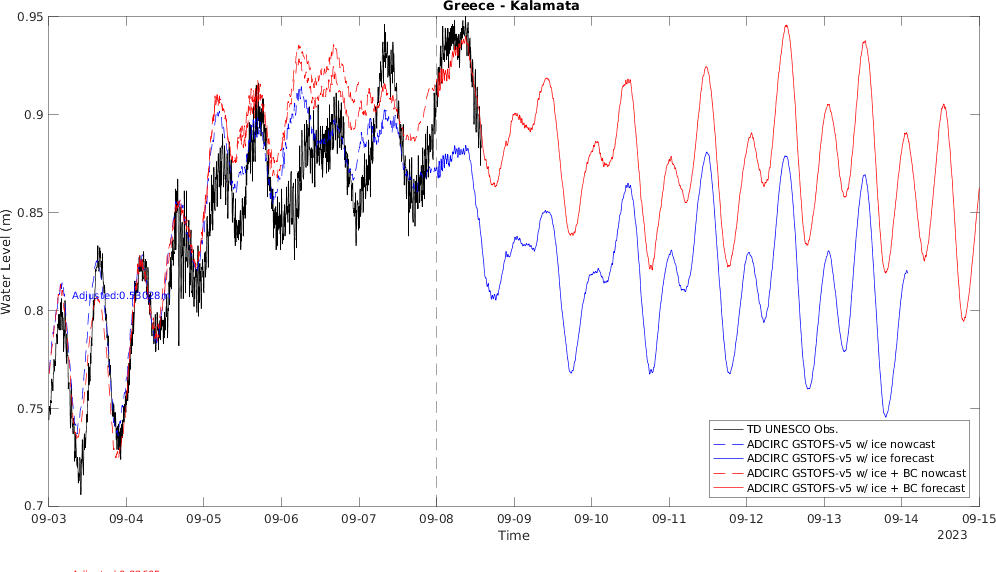 Greece - Kalamata
0.95
0.9
0.85
0.8
0.75
0.7
Water Level (m)
09-03
09-04
09-05
09-06
09-07
09-08
09-09
09-10
09-11
09-12
09-13
09-14
09-15
2023
Time
TD UNESCO Obs.
ADCIRC GSTOFS-v5 w/ ice nowcast
ADCIRC GSTOFS-v5 w/ ice forecast
ADCIRC GSTOFS-v5 w/ ice + BC nowcast
ADCIRC GSTOFS-v5 w/ ice + BC forecast